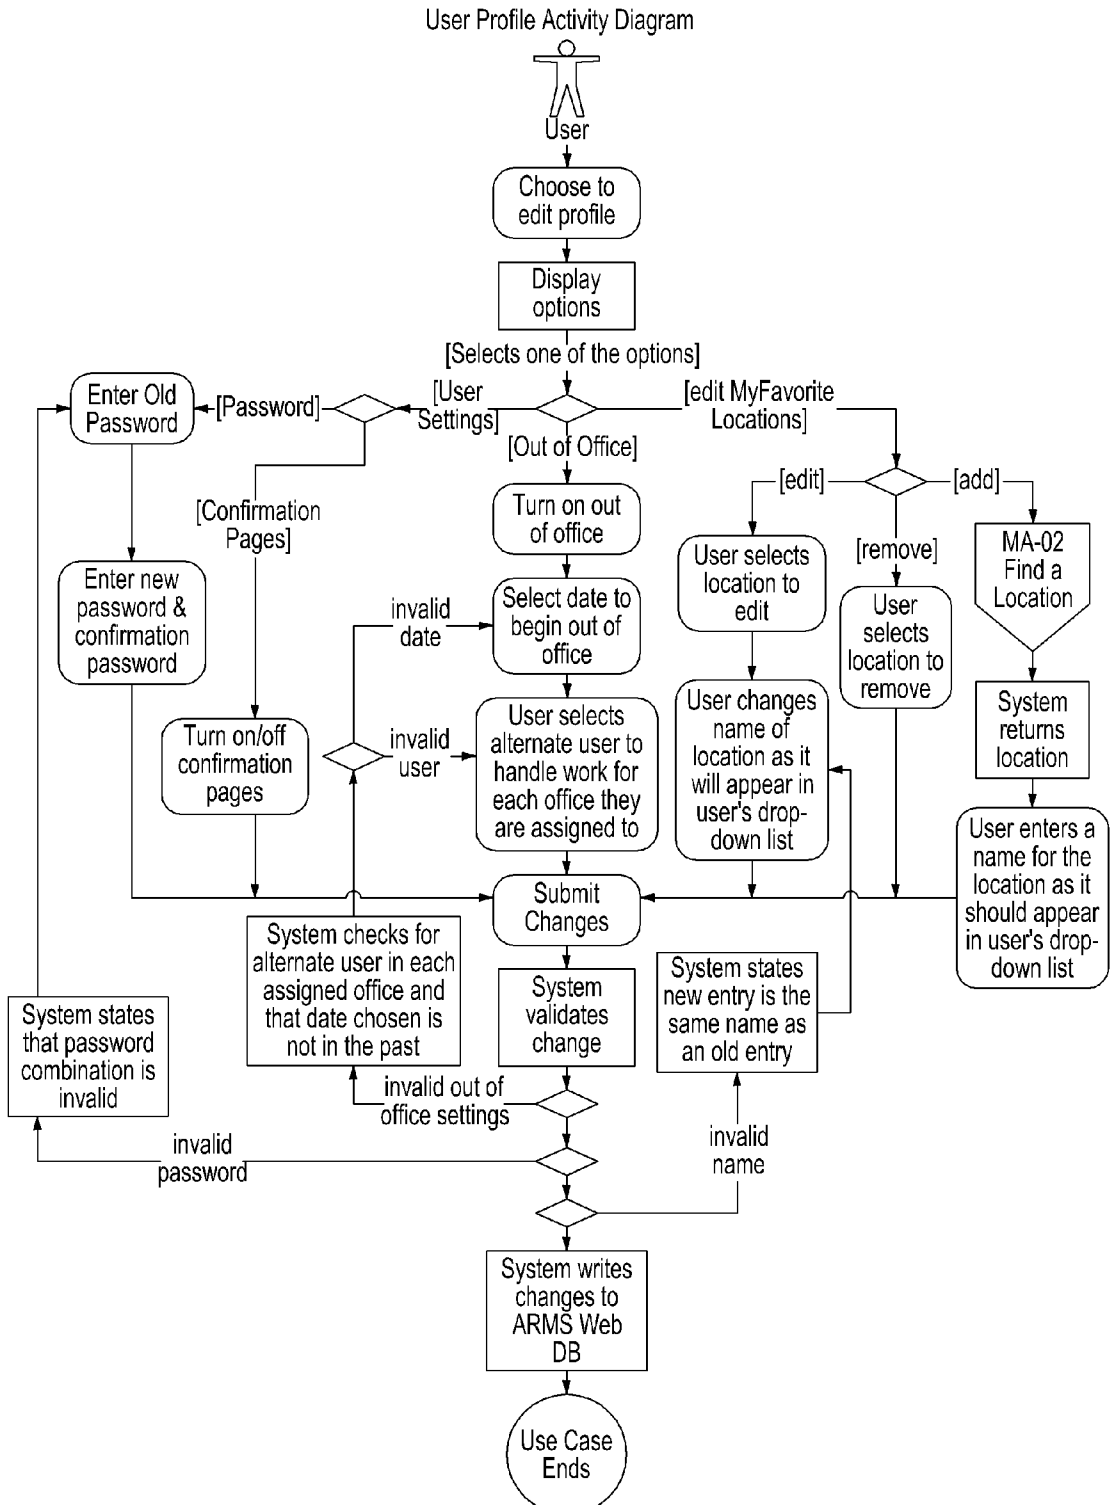 User Profile Activity Diagram
User
Choose to
edit profile
Display
options
[Selects one of the options]
Enter Old
Password
[Password]
[User
Settings]
[edit MyFavorite
Locations]
[Out of Office]
[edit]
[add]
[Confirmation
Pages]
Turn on out
of office
User selects
location to
edit
[remove]
MA-02
Find a
Location
Enter new
password &
confirmation
password
invalid
date
Select date to
begin out of
office
User
selects
location to
remove
Turn on/off
confirmation
pages
invalid
user
User selects
alternate user to
handle work for
each office they
are assigned to
User changes
name of
location as it
will appear in
user's drop-
down list
System
returns
location
User enters a
name for the
location as it
should appear
in user's drop-
down list
Submit
Changes
System checks for
alternate user in each
assigned office and
that date chosen is
not in the past
System
validates
change
System states
new entry is the
same name as
an old entry
System states
that password
combination is
invalid
invalid out of
office settings
invalid
password
invalid
name
System writes
changes to
ARMS Web
DB
Use Case
Ends